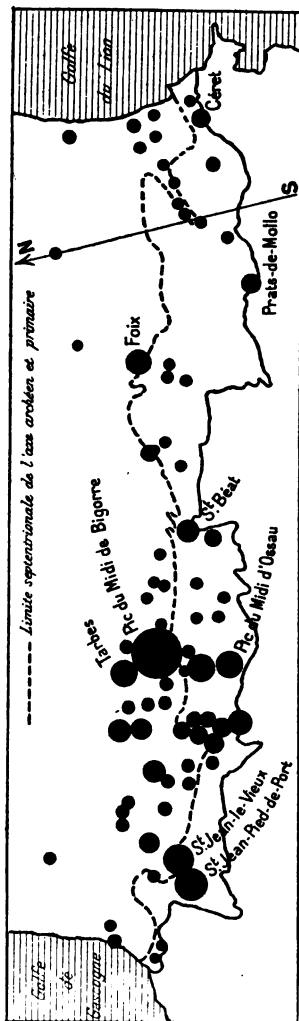 Golfe
du Lion
Céret
N
S
Prats-de-Mollo
Limite septentrionale de l'axe archéen et primaire
Foix
St Béat
Pic du Midi de Bigorre
Tarbes
Pic du Midi d'Ossau
St Jean-le-Vieux
St Jean-Pied-de-Port
Golfe
de
Gascogne